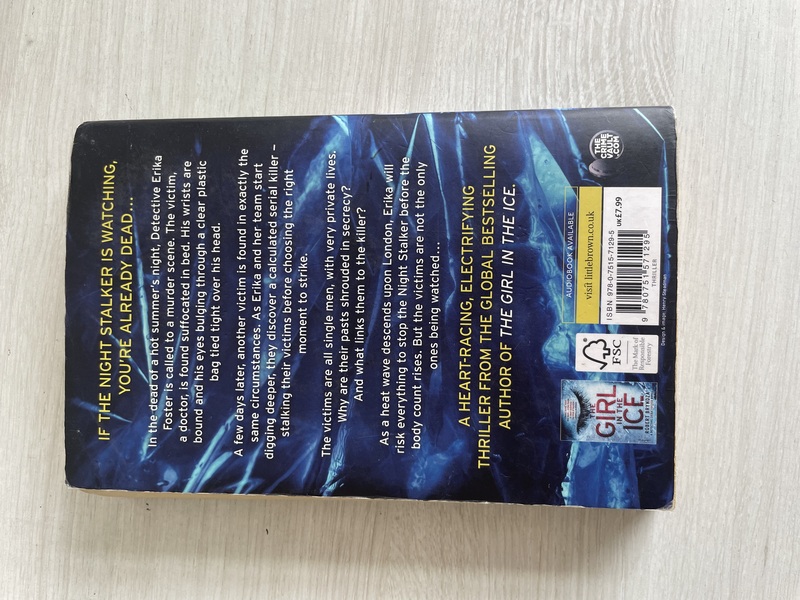 IF THE NIGHT STALKER IS WATCHING,
YOU'RE ALREADY DEAD...
In the dead of a hot summer's night, Detective Erika
Foster is called to a murder scene. The victim,
a doctor, is found suffocated in bed. His wrists are
bound and his eyes bulging through a clear plastic
bag tied tight over his head.
A few days later, another victim is found in exactly the
same circumstances. As Erika and her team start
digging deeper, they discover a calculated serial killer –
stalking their victims before choosing the right
moment to strike.
The victims are all single men, with very private lives.
Why are their pasts shrouded in secrecy?
And what links them to the killer?
As a heat wave descends upon London, Erika will
risk everything to stop the Night Stalker before the
body count rises. But the victims are not the only
ones being watched...
A HEART-RACING, ELECTRIFYING
THRILLER FROM THE GLOBAL BESTSELLING
AUTHOR OF THE GIRL IN THE ICE.
THE
GIRL
IN THE
ICE
ROBERT BRYNDZA
FSC
The Mark of
Responsible
Forestry
AUDIOBOOK AVAILABLE
visit littlebrown.co.uk
ISBN 978-0-7515-7129-5
UK £7.99
9 780751 571295
THRILLER
THE
CRIME
VAULT
.COM
Design & image: Henry Steadman